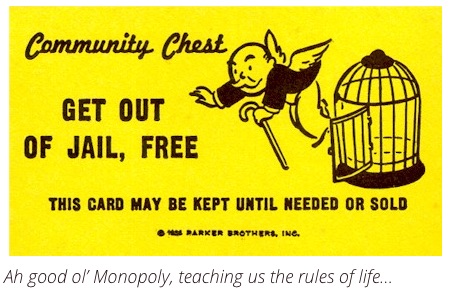 Community Chest
GET OUT
OF JAIL, FREE
THIS CARD MAY BE KEPT UNTIL NEEDED OR SOLD
© PARKER BROTHERS, INC.
Ah good ol’ Monopoly, teaching us the rules of life...